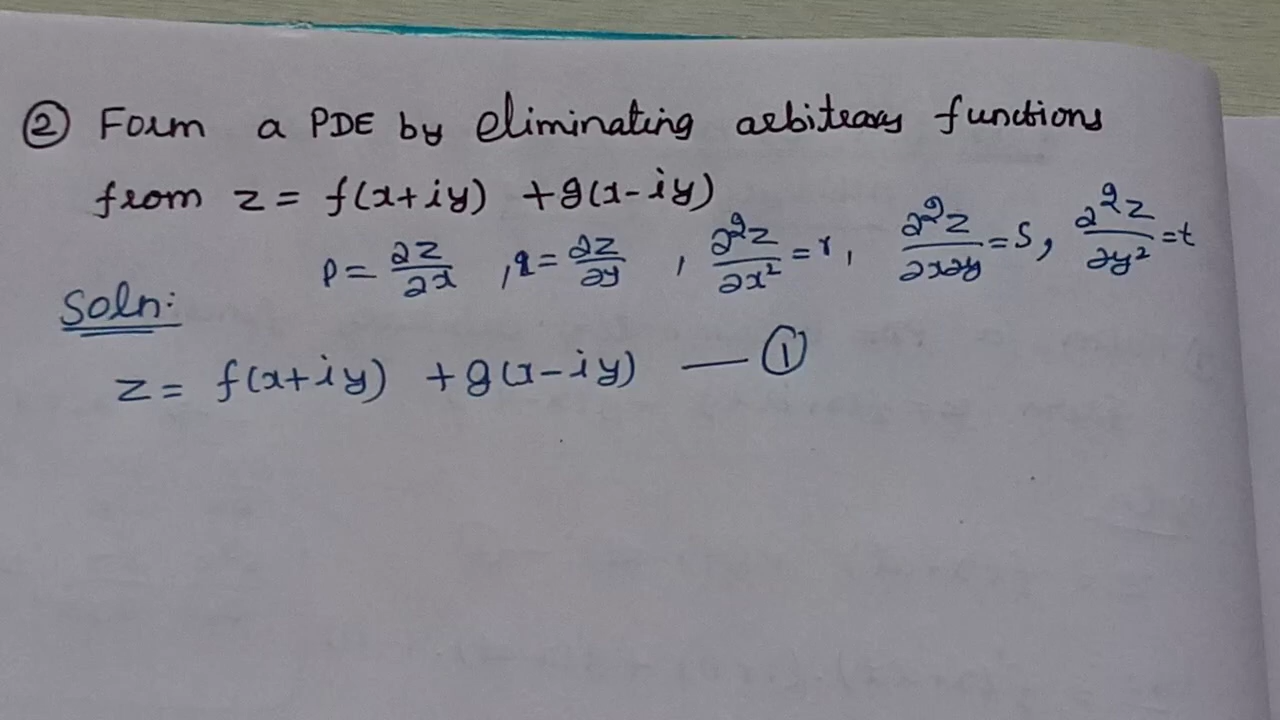 ② Form a PDE by eliminating arbitrary functions
from z = f(x+iy) + g(x-iy)
p = ∂z/∂x , q = ∂z/∂y , ∂²z/∂x² = r, ∂²z/∂x∂y = s, ∂²z/∂y² = t
Soln:
z = f(x+iy) + g(x-iy) — ①